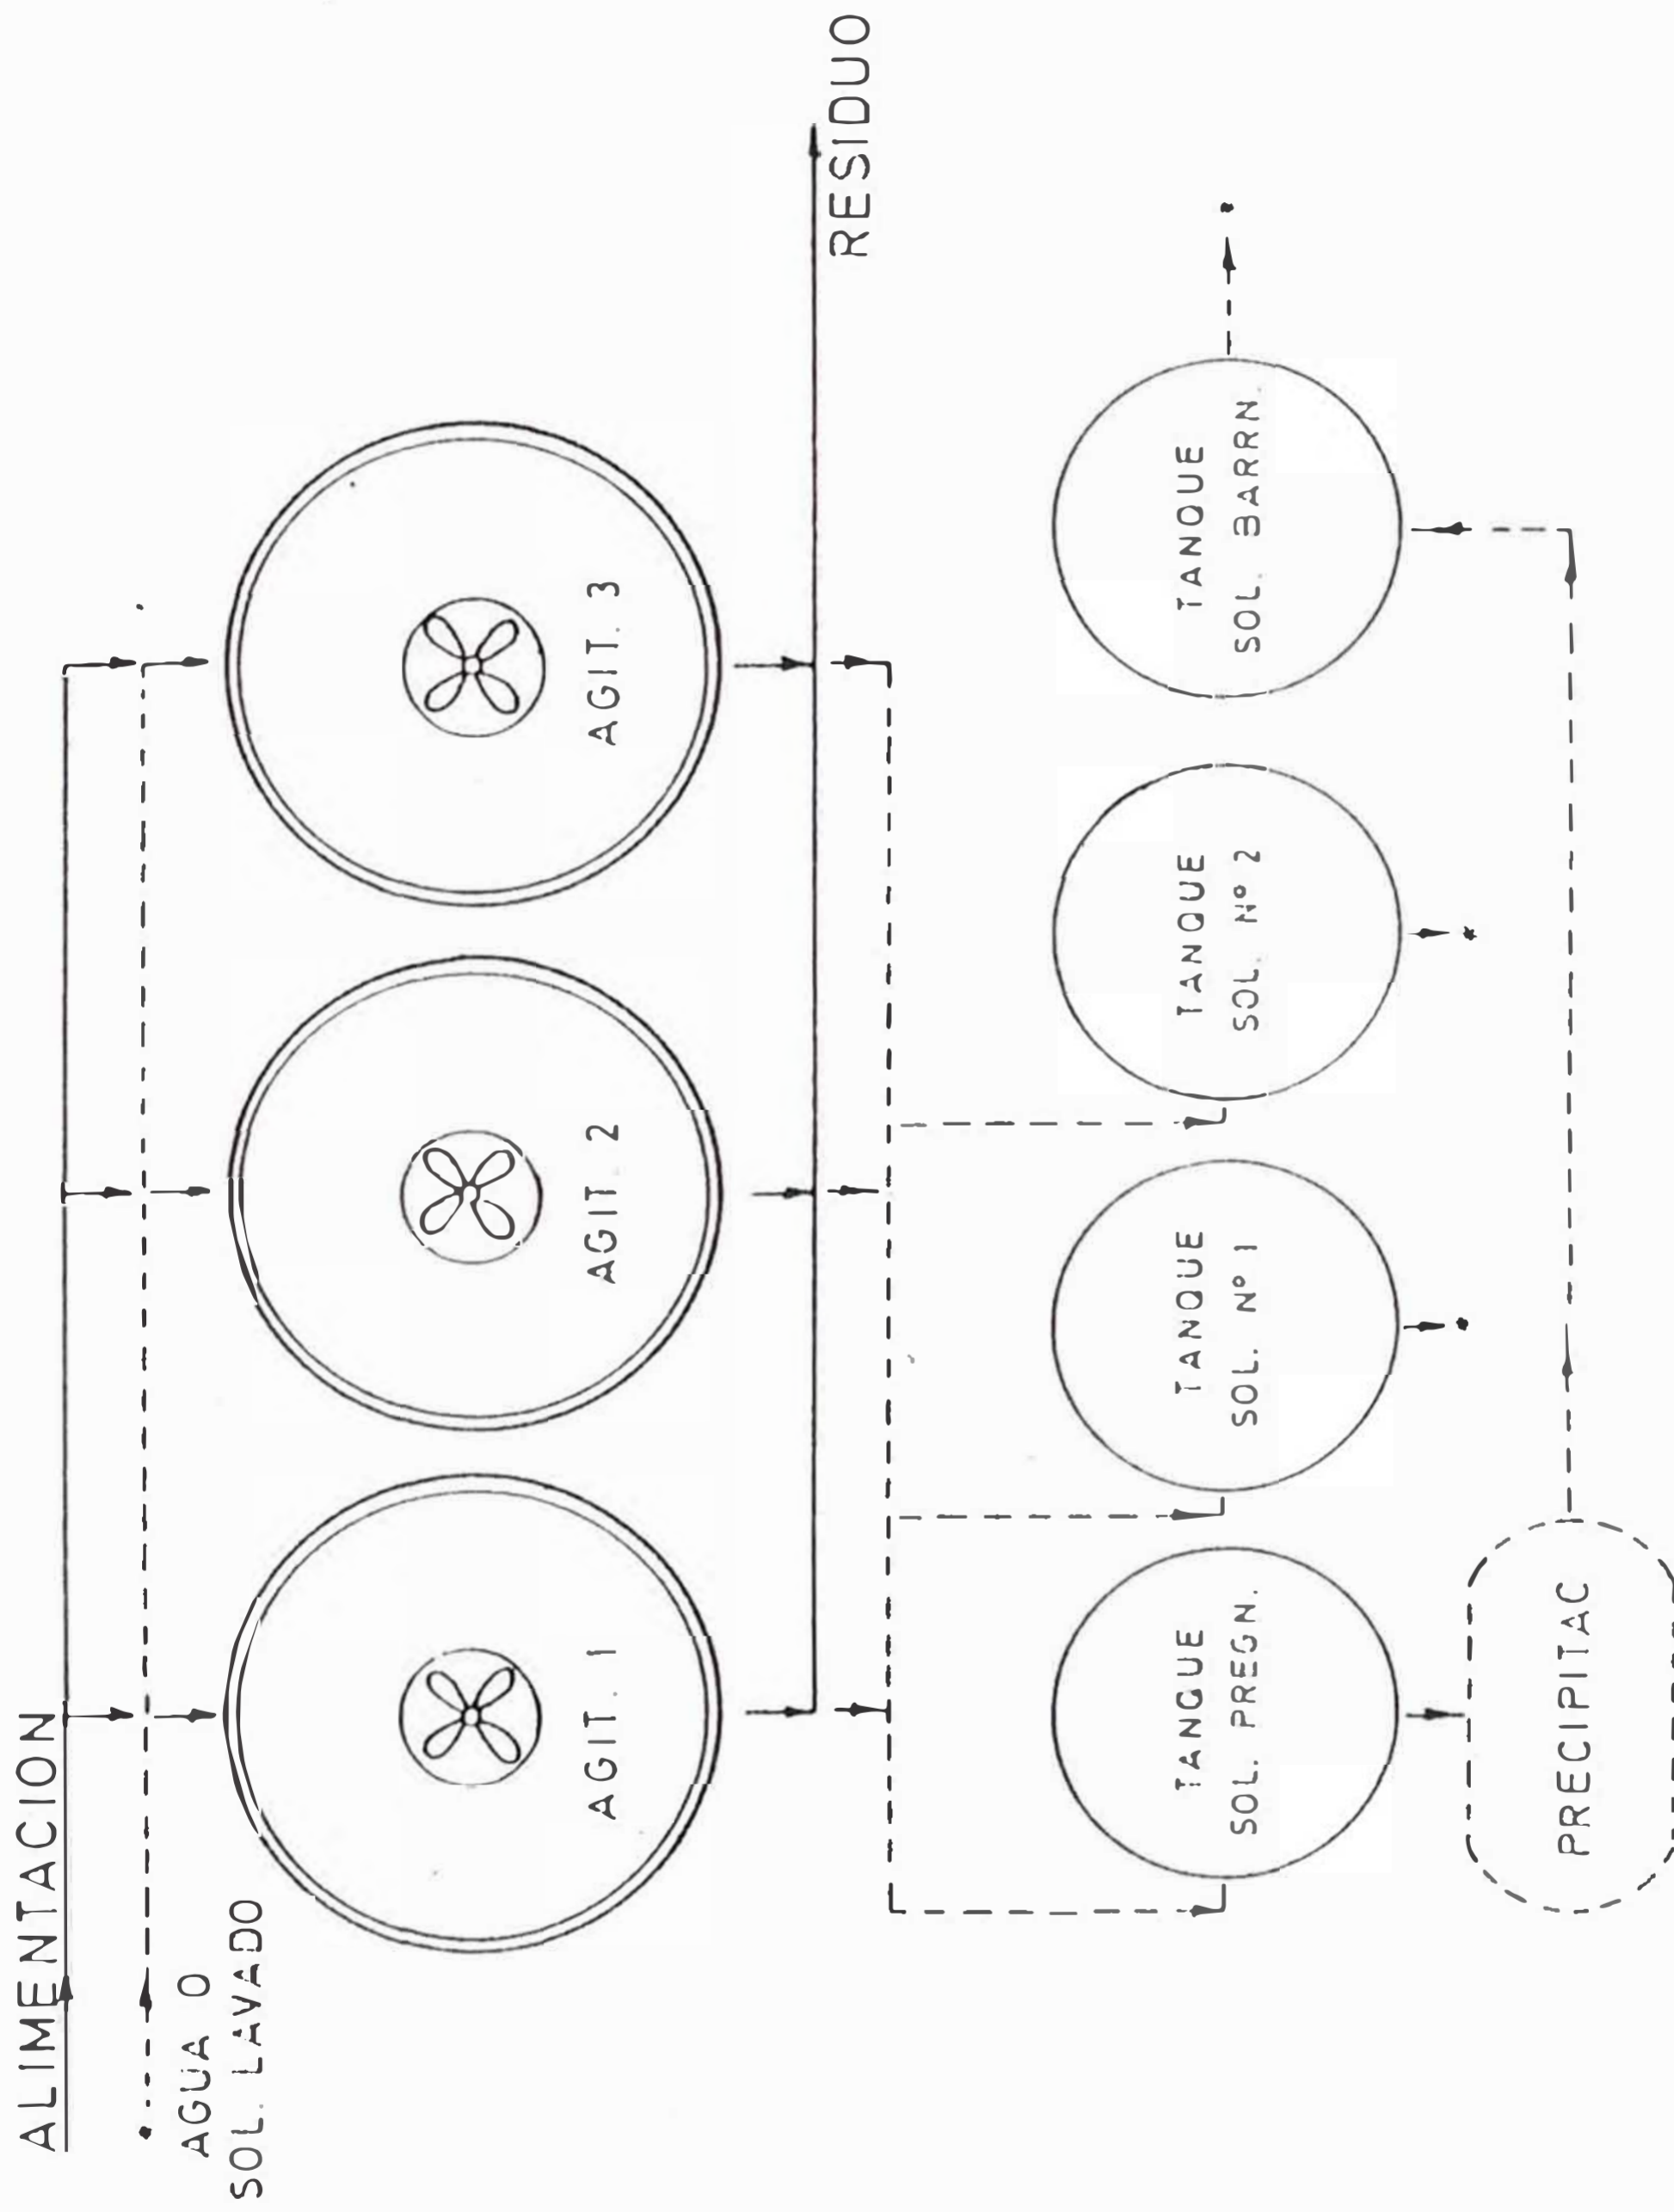 ALIMENTACION
AGUA O
SOL. LAVADO
AGIT. 1
AGIT. 2
AGIT. 3
RESIDUO
TANQUE
SOL. PREGN.
TANQUE
SOL. Nº 1
TANQUE
SOL. Nº 2
TANQUE
SOL. BARRN.
PRECIPITAC